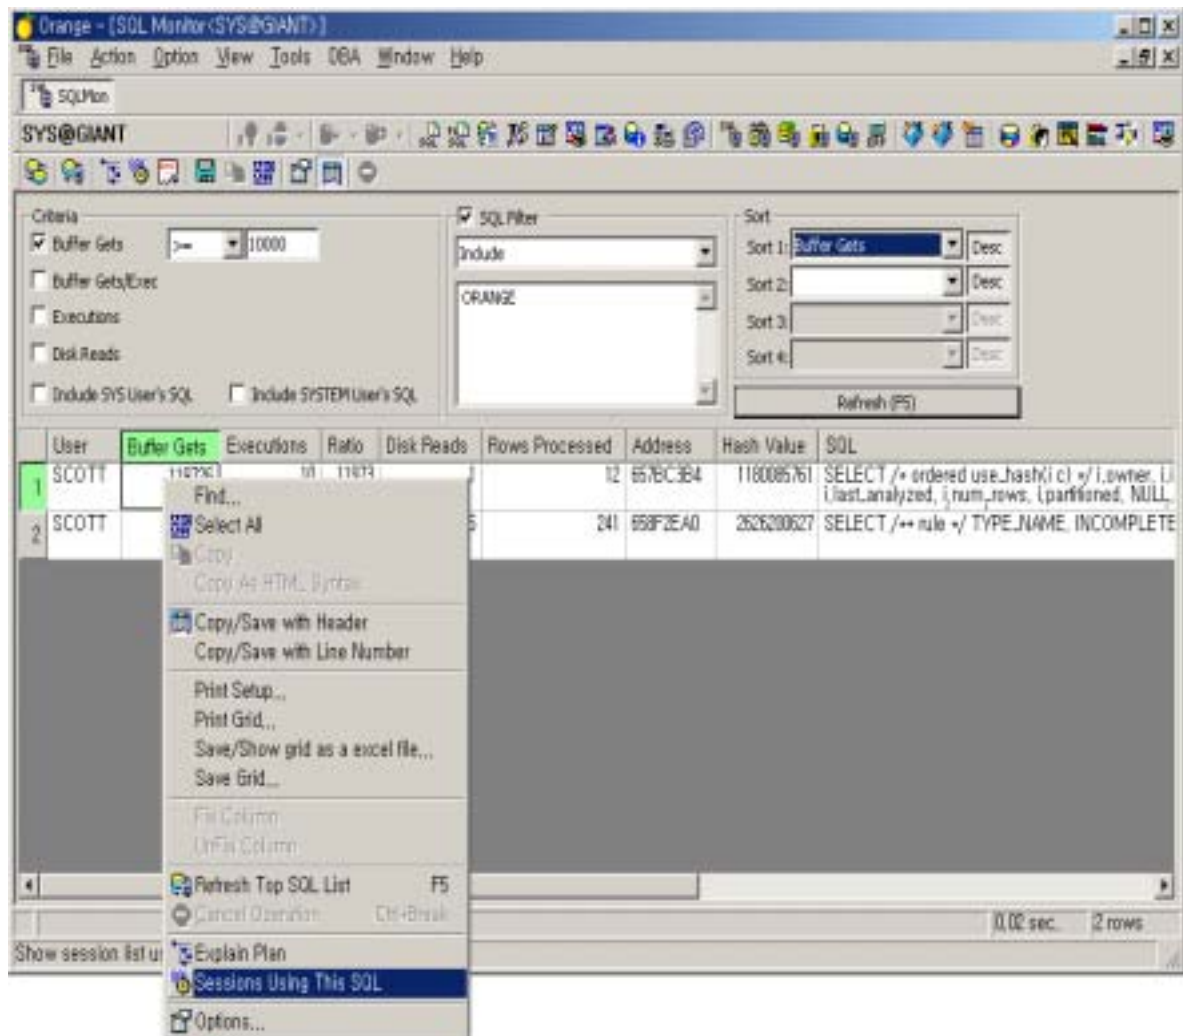 Orange - [SQL Monitor<SYS@GIANT>]
File Action Option View Tools DBA Window Help
SQLMon
SYS@GIANT
Criteria
Buffer Gets >= 10000
Buffer Gets/Exec
Executions
Disk Reads
Include SYS User's SQL Include SYSTEM User's SQL
SQL Filter
Include
ORANGE
Sort
Sort 1: Buffer Gets Desc
Sort 2: Desc
Sort 3: Desc
Sort 4: Desc
Refresh (F5)
User Buffer Gets Executions Ratio Disk Reads Rows Processed Address Hash Value SQL
1 SCOTT 10 11973 12 657BC3B4 1180085761 SELECT /* ordered use_hash(i c) */ i.owner, i.i
i.last_analyzed, i.num_rows, i.partitioned, NULL,
2 SCOTT 241 658F2EA0 2626200627 SELECT /*+ rule */ TYPE_NAME, INCOMPLETE
Find...
Select All
Copy
Copy As HTML Syntax
Copy/Save with Header
Copy/Save with Line Number
Print Setup...
Print Grid...
Save/Show grid as a excel file...
Save Grid...
Fix Column
UnFix Column
Refresh Top SQL List F5
Cancel Operation Ctrl+Break
Explain Plan
Sessions Using This SQL
Options...
0.02 sec. 2 rows
Show session list u